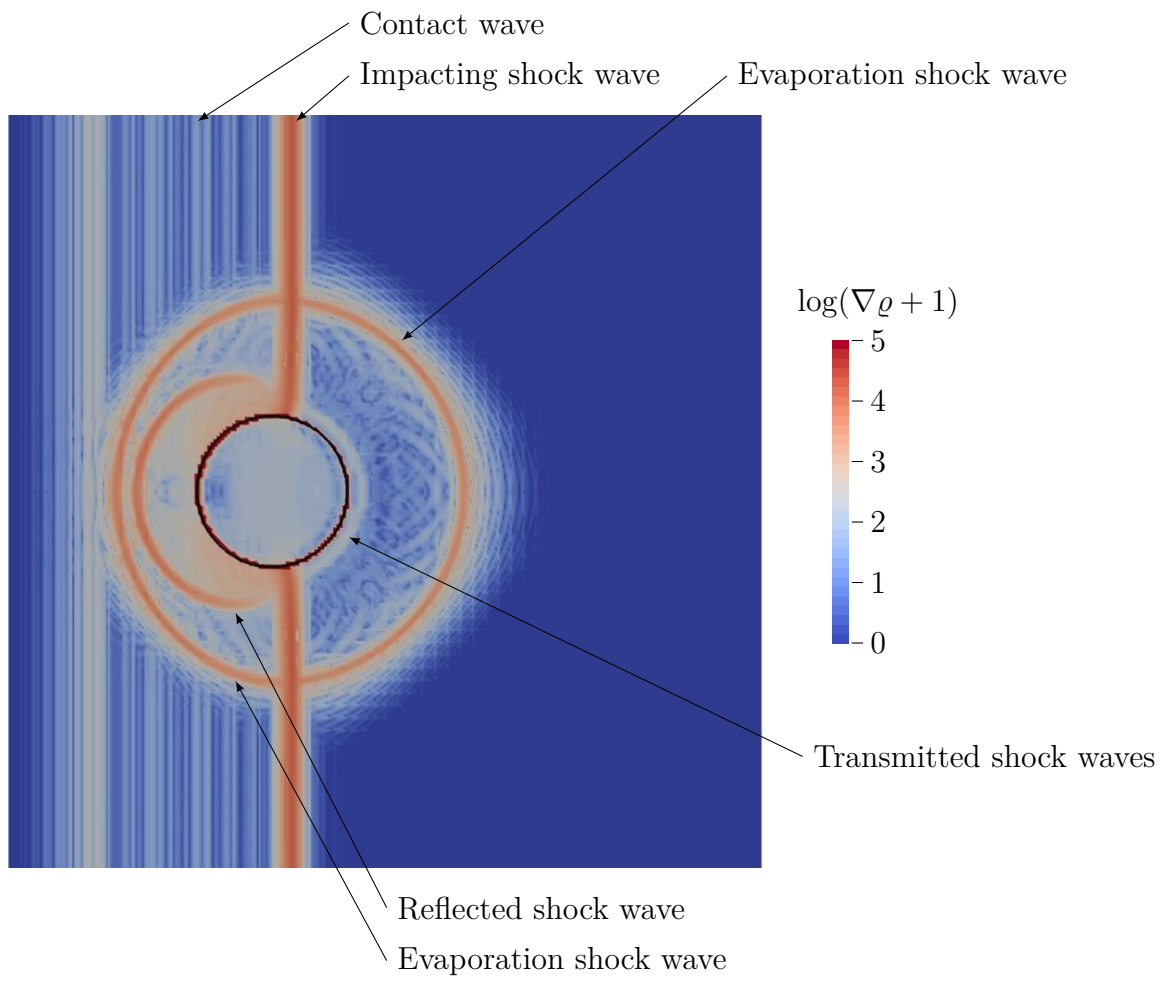 Contact wave
Impacting shock wave
Evaporation shock wave
log(∇ϱ + 1)
5
4
3
2
1
0
Transmitted shock waves
Reflected shock wave
Evaporation shock wave